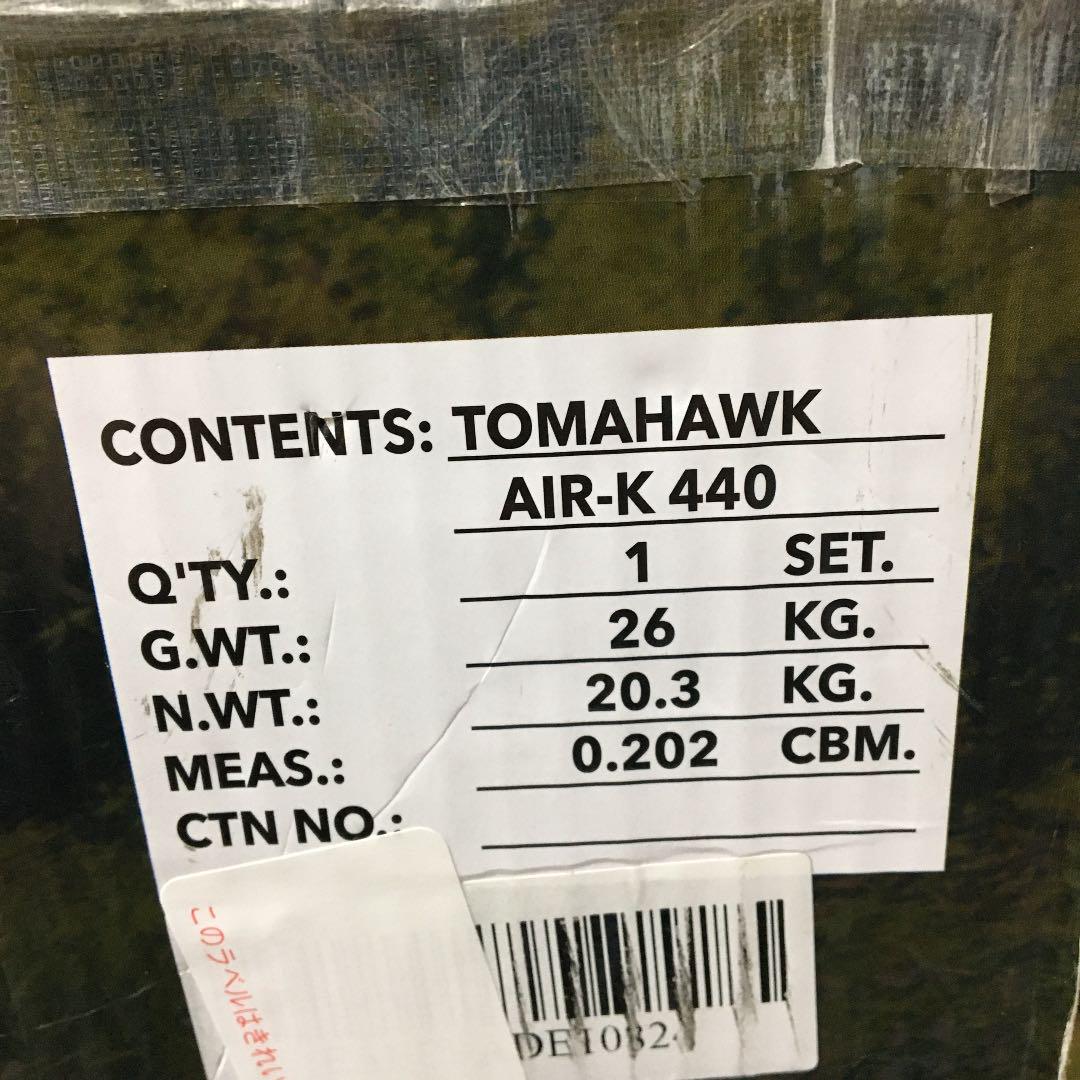 CONTENTS: TOMAHAWK
AIR-K 440
Q'TY.: 1 SET.
G.WT.: 26 KG.
N.WT.: 20.3 KG.
MEAS.: 0.202 CBM.
CTN NO.:
このラベルはきれい
DE10824